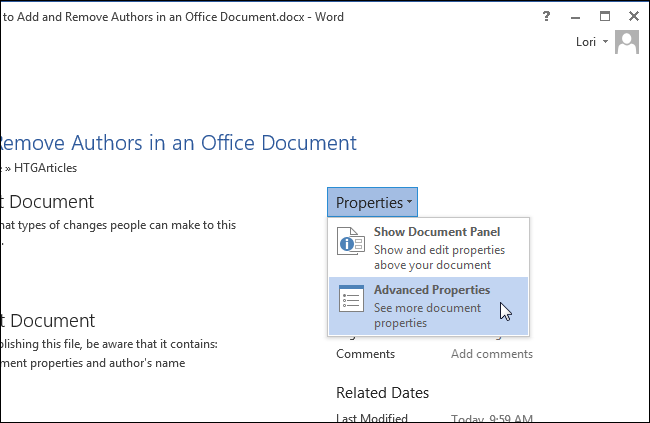 to Add and Remove Authors in an Office Document.docx - Word
?
Lori
Remove Authors in an Office Document
» HTGArticles
t Document
hat types of changes people can make to this
Properties
Show Document Panel
Show and edit properties
above your document
Advanced Properties
See more document
properties
t Document
blishing this file, be aware that it contains:
ment properties and author's name
Comments Add comments
Related Dates
Last Modified Today, 9:59 AM